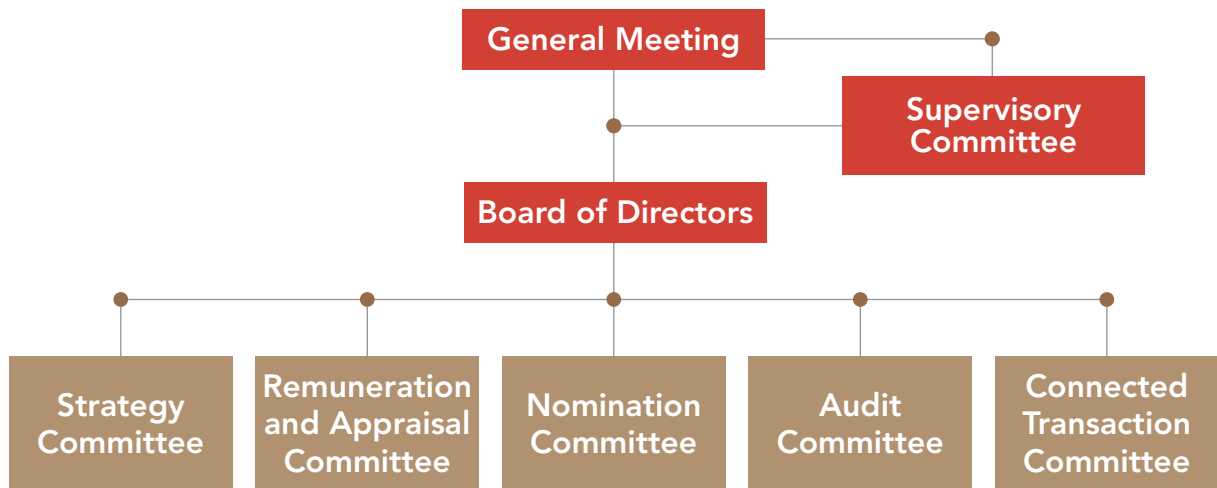 General Meeting
Supervisory
Committee
Board of Directors
Strategy
Committee
Remuneration
and Appraisal
Committee
Nomination
Committee
Audit
Committee
Connected
Transaction
Committee